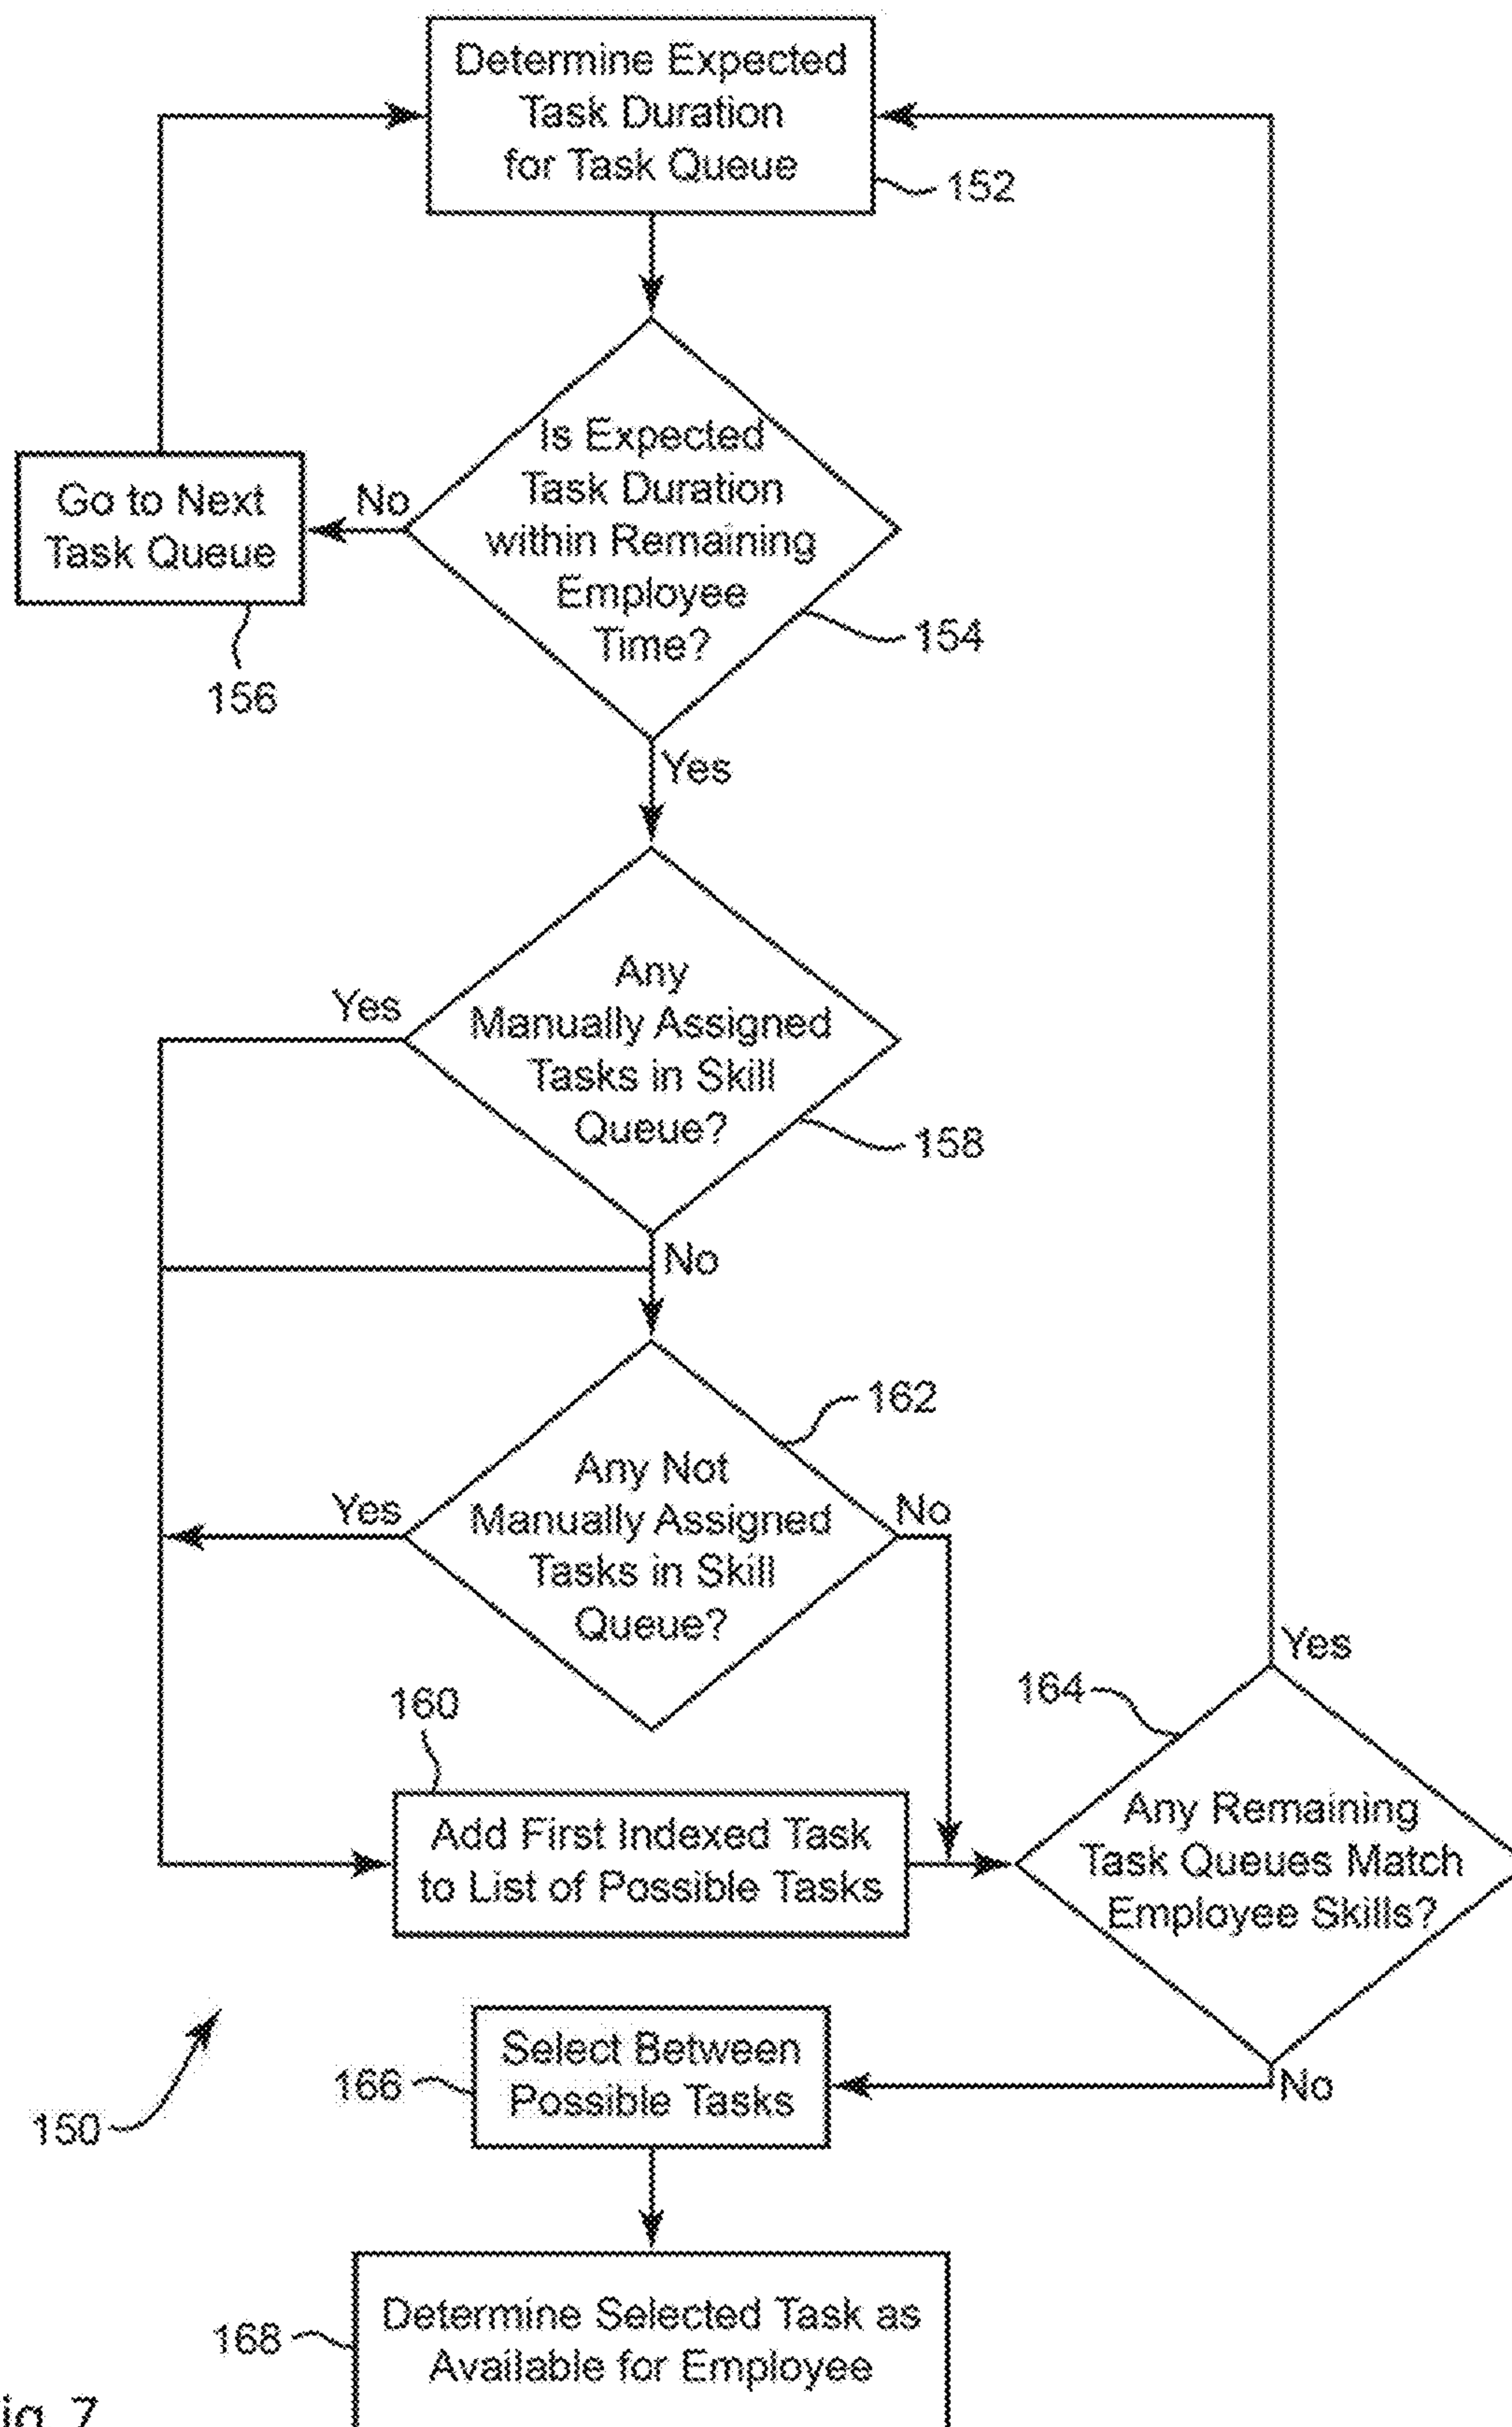 Determine Expected
Task Duration
for Task Queue
152
Is Expected
Task Duration
within Remaining
Employee
Time?
154
No
Go to Next
Task Queue
156
Yes
Any
Manually Assigned
Tasks in Skill
Queue?
158
Yes
No
162
Any Not
Manually Assigned
Tasks in Skill
Queue?
Yes
No
160
Add First Indexed Task
to List of Possible Tasks
164
Yes
Any Remaining
Task Queues Match
Employee Skills?
No
Select Between
Possible Tasks
166
150
Determine Selected Task as
Available for Employee
168
ig. 7